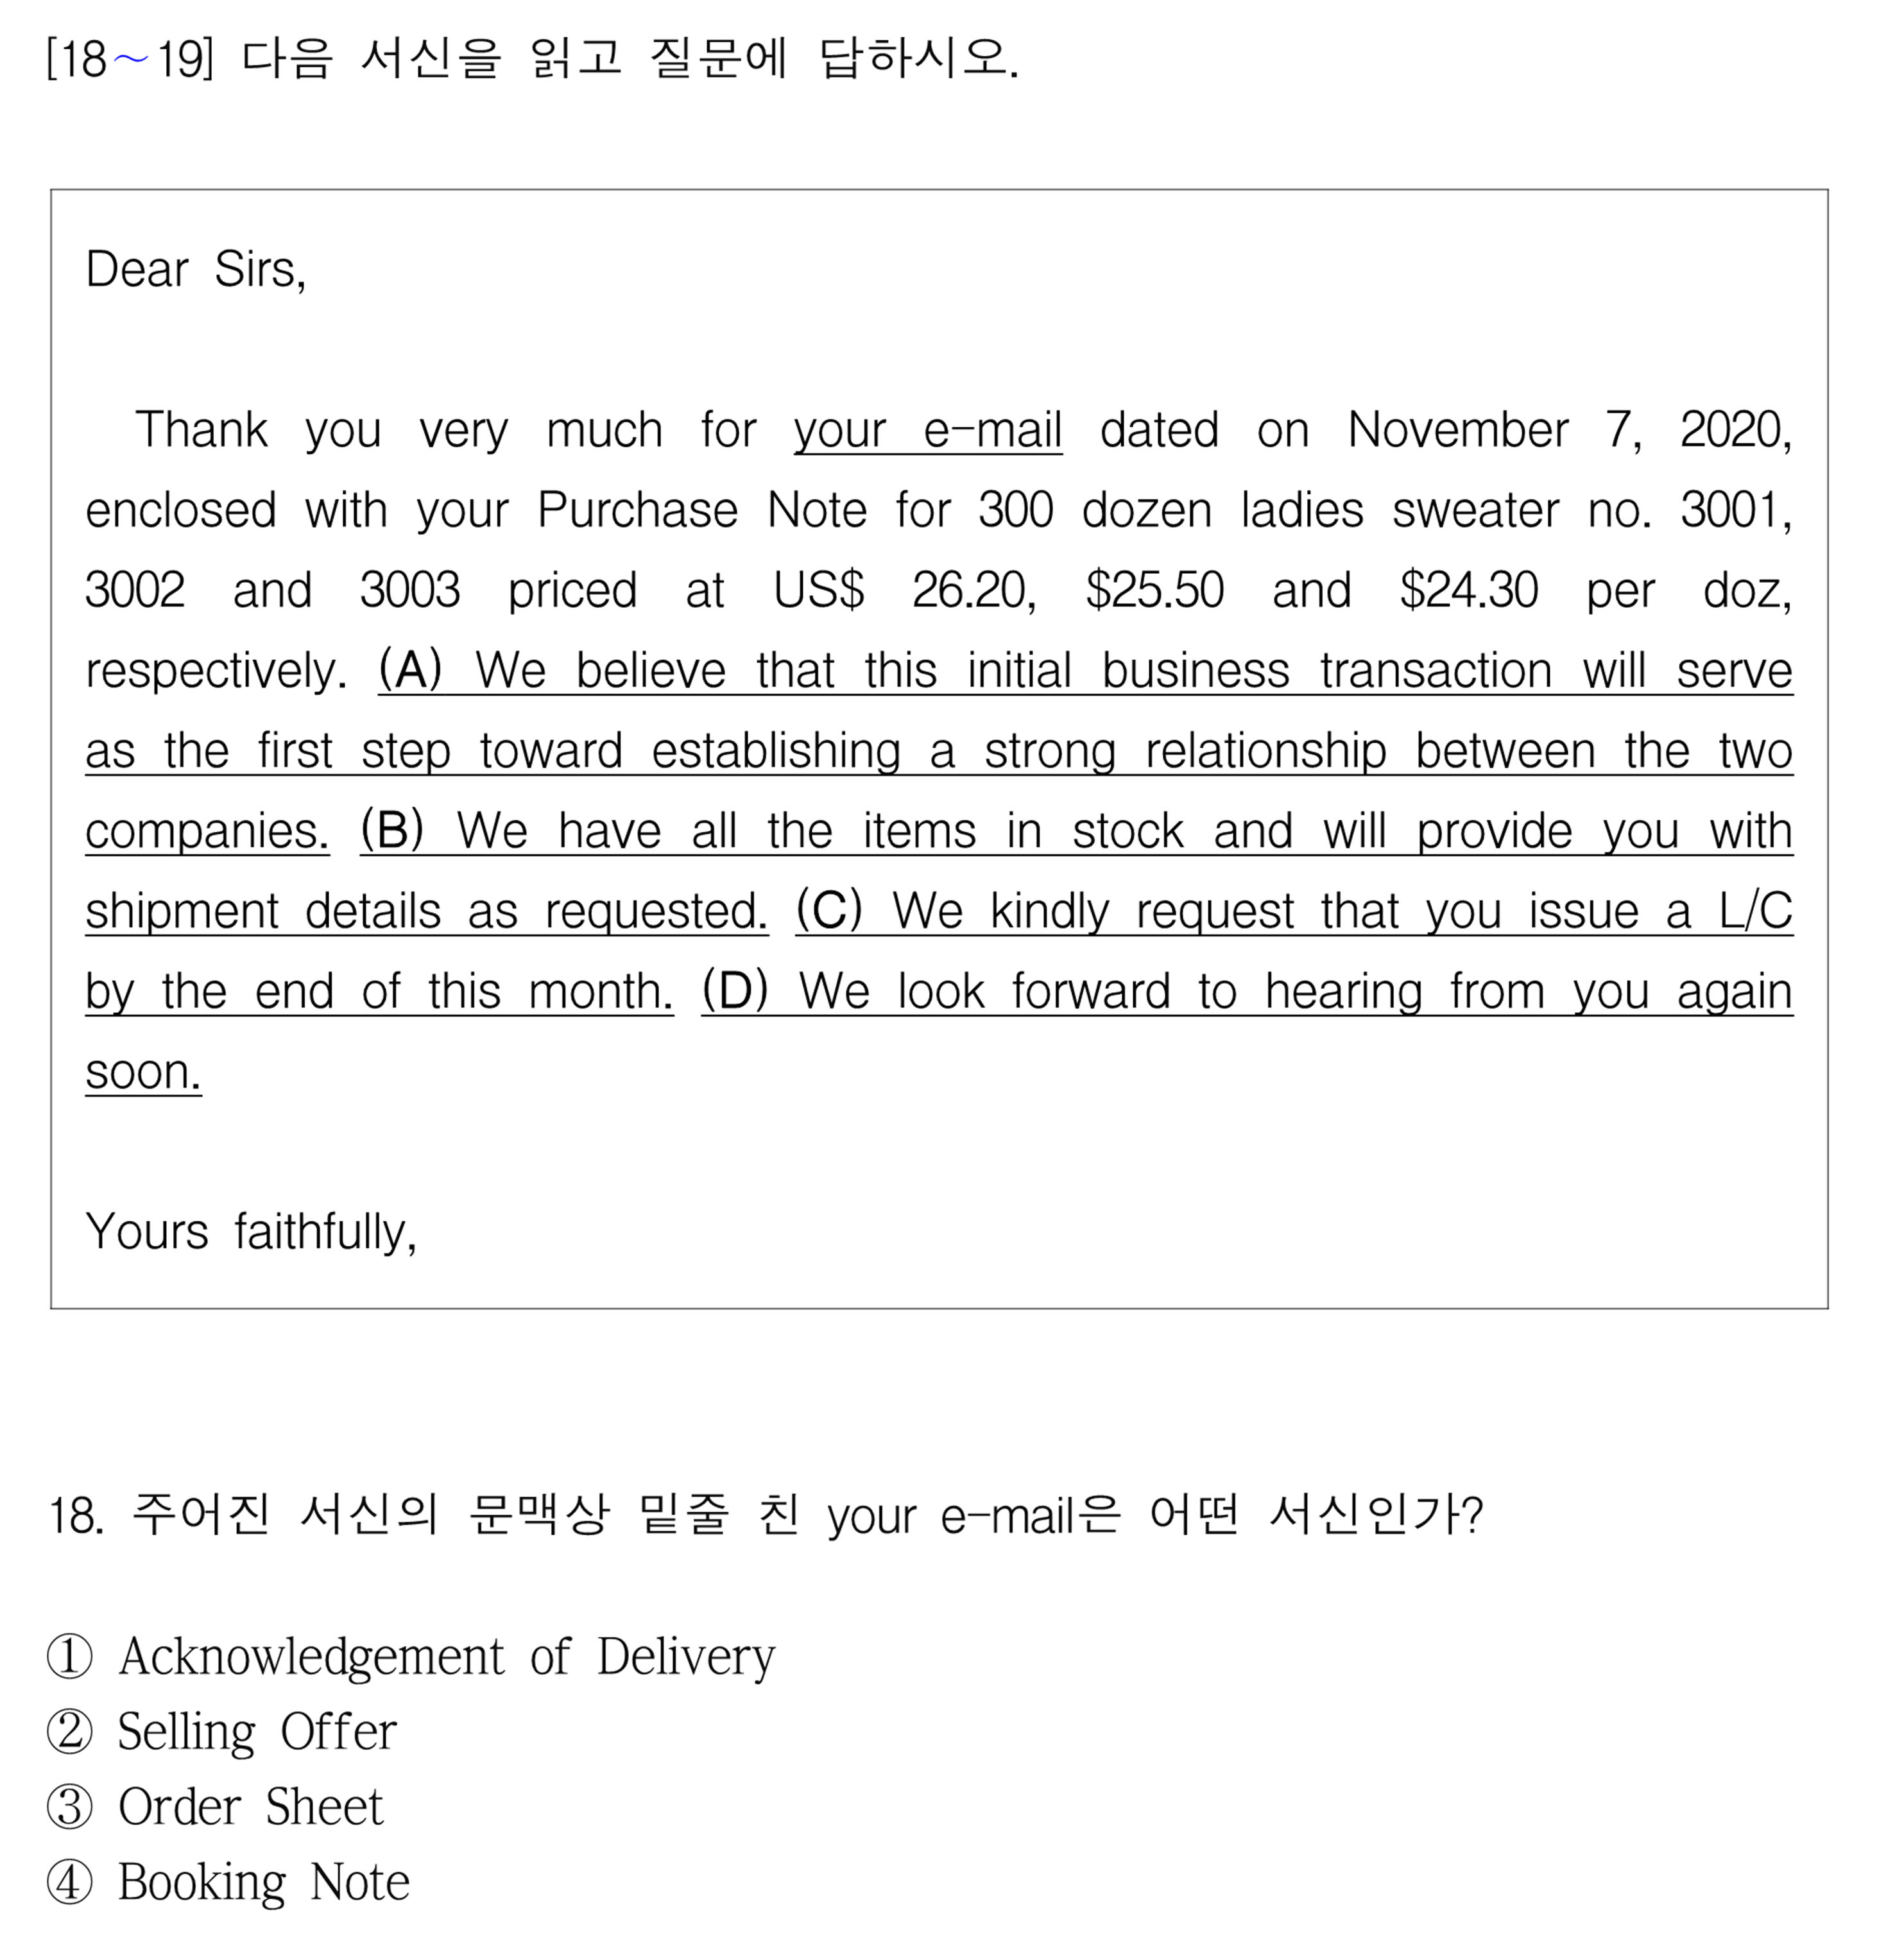 [18～19] 다음 서신을 읽고 질문에 답하시오.
Dear Sirs,
Thank you very much for your e-mail dated on November 7, 2020,
enclosed with your Purchase Note for 300 dozen ladies sweater no. 3001,
3002 and 3003 priced at US$ 26.20, $25.50 and $24.30 per doz,
respectively. (A) We believe that this initial business transaction will serve
as the first step toward establishing a strong relationship between the two
companies. (B) We have all the items in stock and will provide you with
shipment details as requested. (C) We kindly request that you issue a L/C
by the end of this month. (D) We look forward to hearing from you again
soon.
Yours faithfully,
18. 주어진 서신의 문맥상 밑줄 친 your e-mail은 어떤 서신인가?
① Acknowledgement of Delivery
② Selling Offer
③ Order Sheet
④ Booking Note